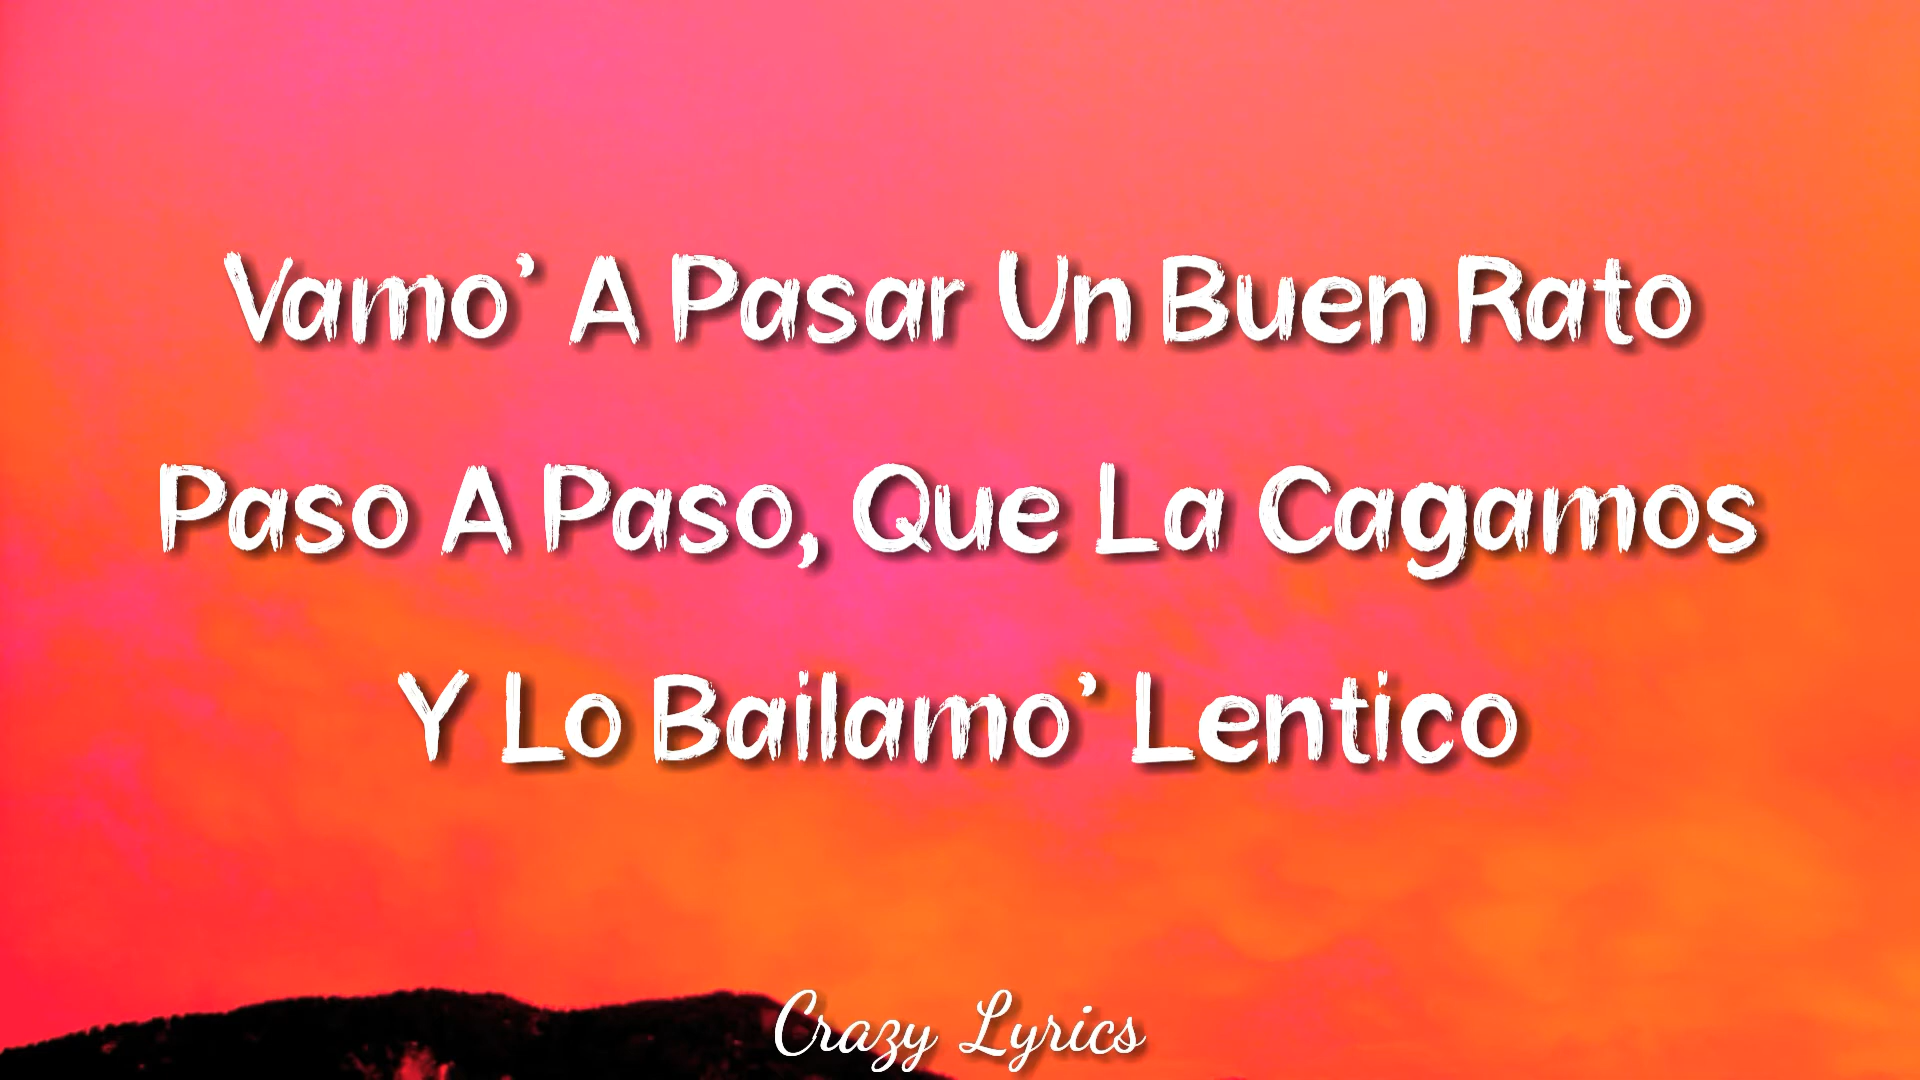 Vamo’ A Pasar Un Buen Rato
Paso A Paso, Que La Cagamos
Y Lo Bailamo’ Lentico
Crazy Lyrics